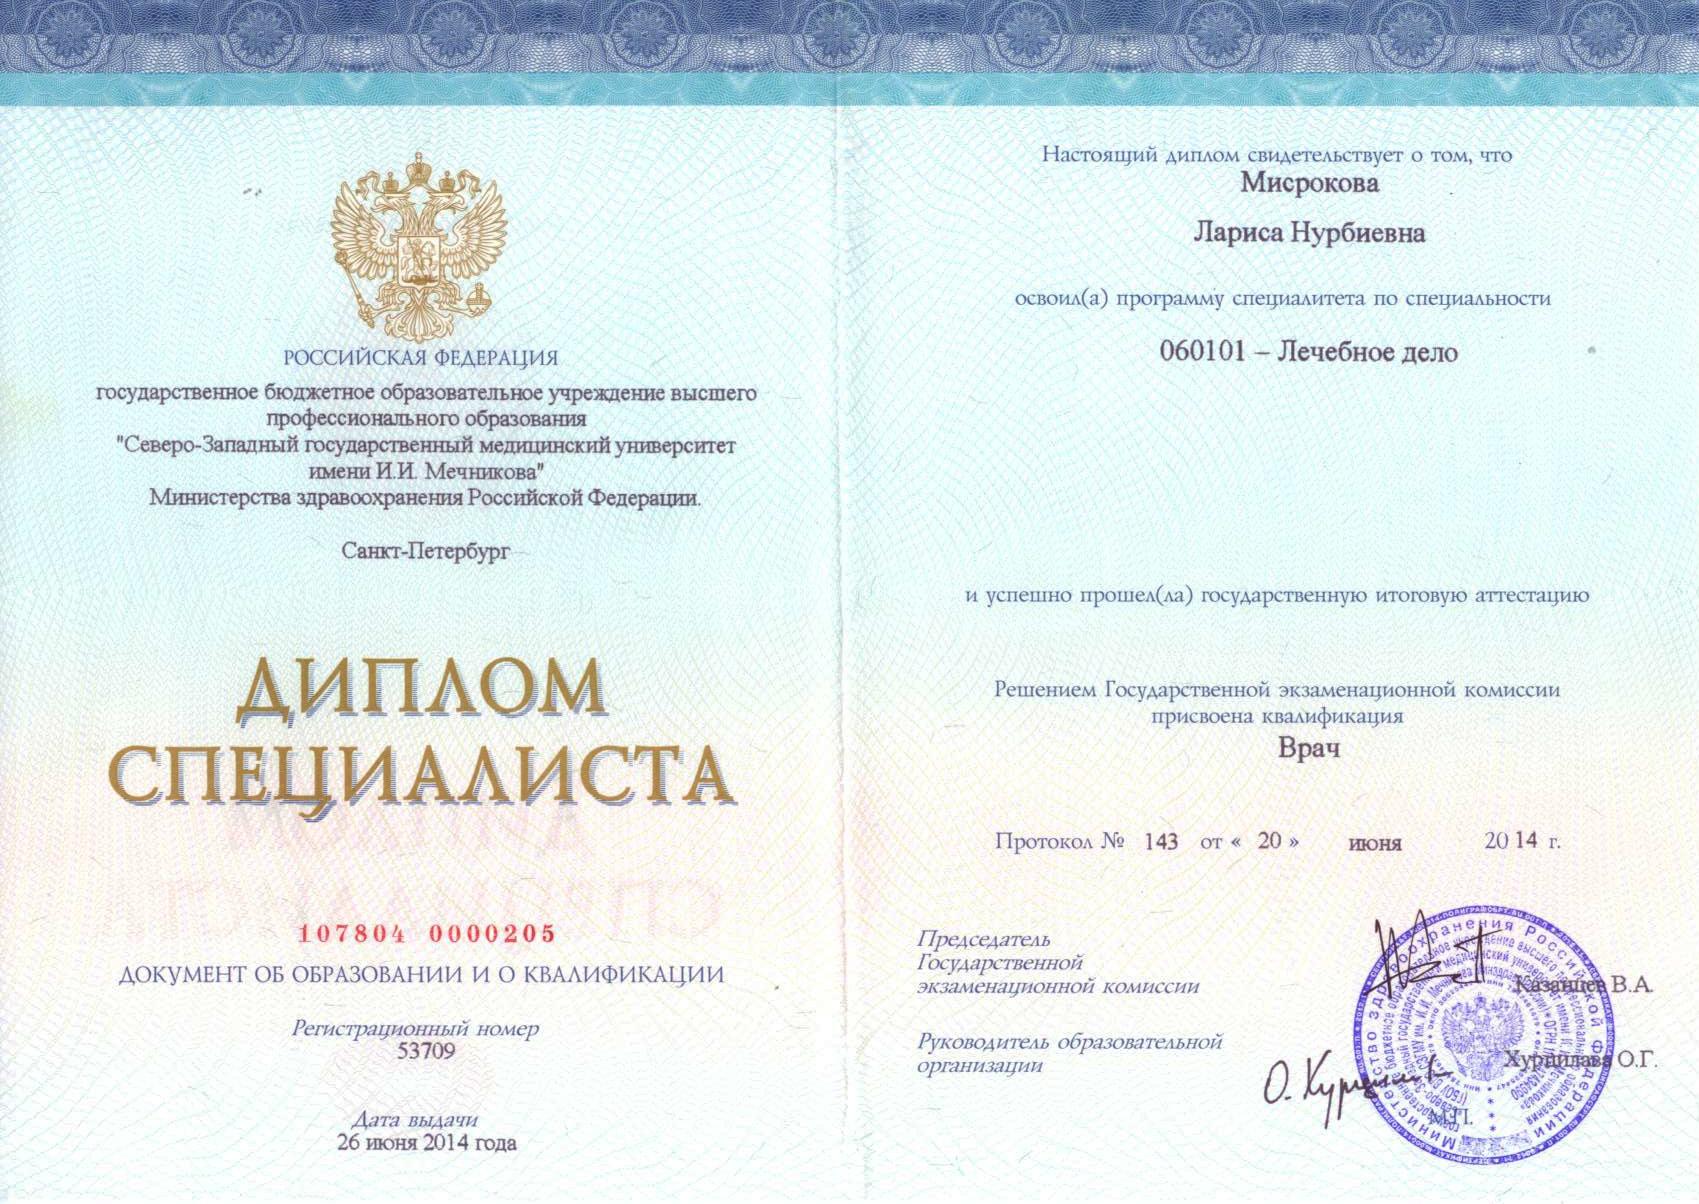 РОССИЙСКАЯ ФЕДЕРАЦИЯ
государственное бюджетное образовательное учреждение высшего
профессионального образования
"Северо-Западный государственный медицинский университет
имени И.И. Мечникова"
Министерства здравоохранения Российской Федерации.
Санкт-Петербург
ДИПЛОМ
СПЕЦИАЛИСТА
107804 0000205
ДОКУМЕНТ ОБ ОБРАЗОВАНИИ И О КВАЛИФИКАЦИИ
Регистрационный номер
53709
Дата выдачи
26 июня 2014 года
Настоящий диплом свидетельствует о том, что
Мисрокова
Лариса Нурбиевна
освоил(а) программу специалитета по специальности
060101 – Лечебное дело
и успешно прошел(ла) государственную итоговую аттестацию
Решением Государственной экзаменационной комиссии
присвоена квалификация
Врач
Протокол № 143 от « 20 » июня 2014 г.
Председатель
Государственной
экзаменационной комиссии
Казанцев В.А.
Руководитель образовательной
организации
Хурцилава О.Г.
М.П.
Министерство здравоохранения Российской Федерации